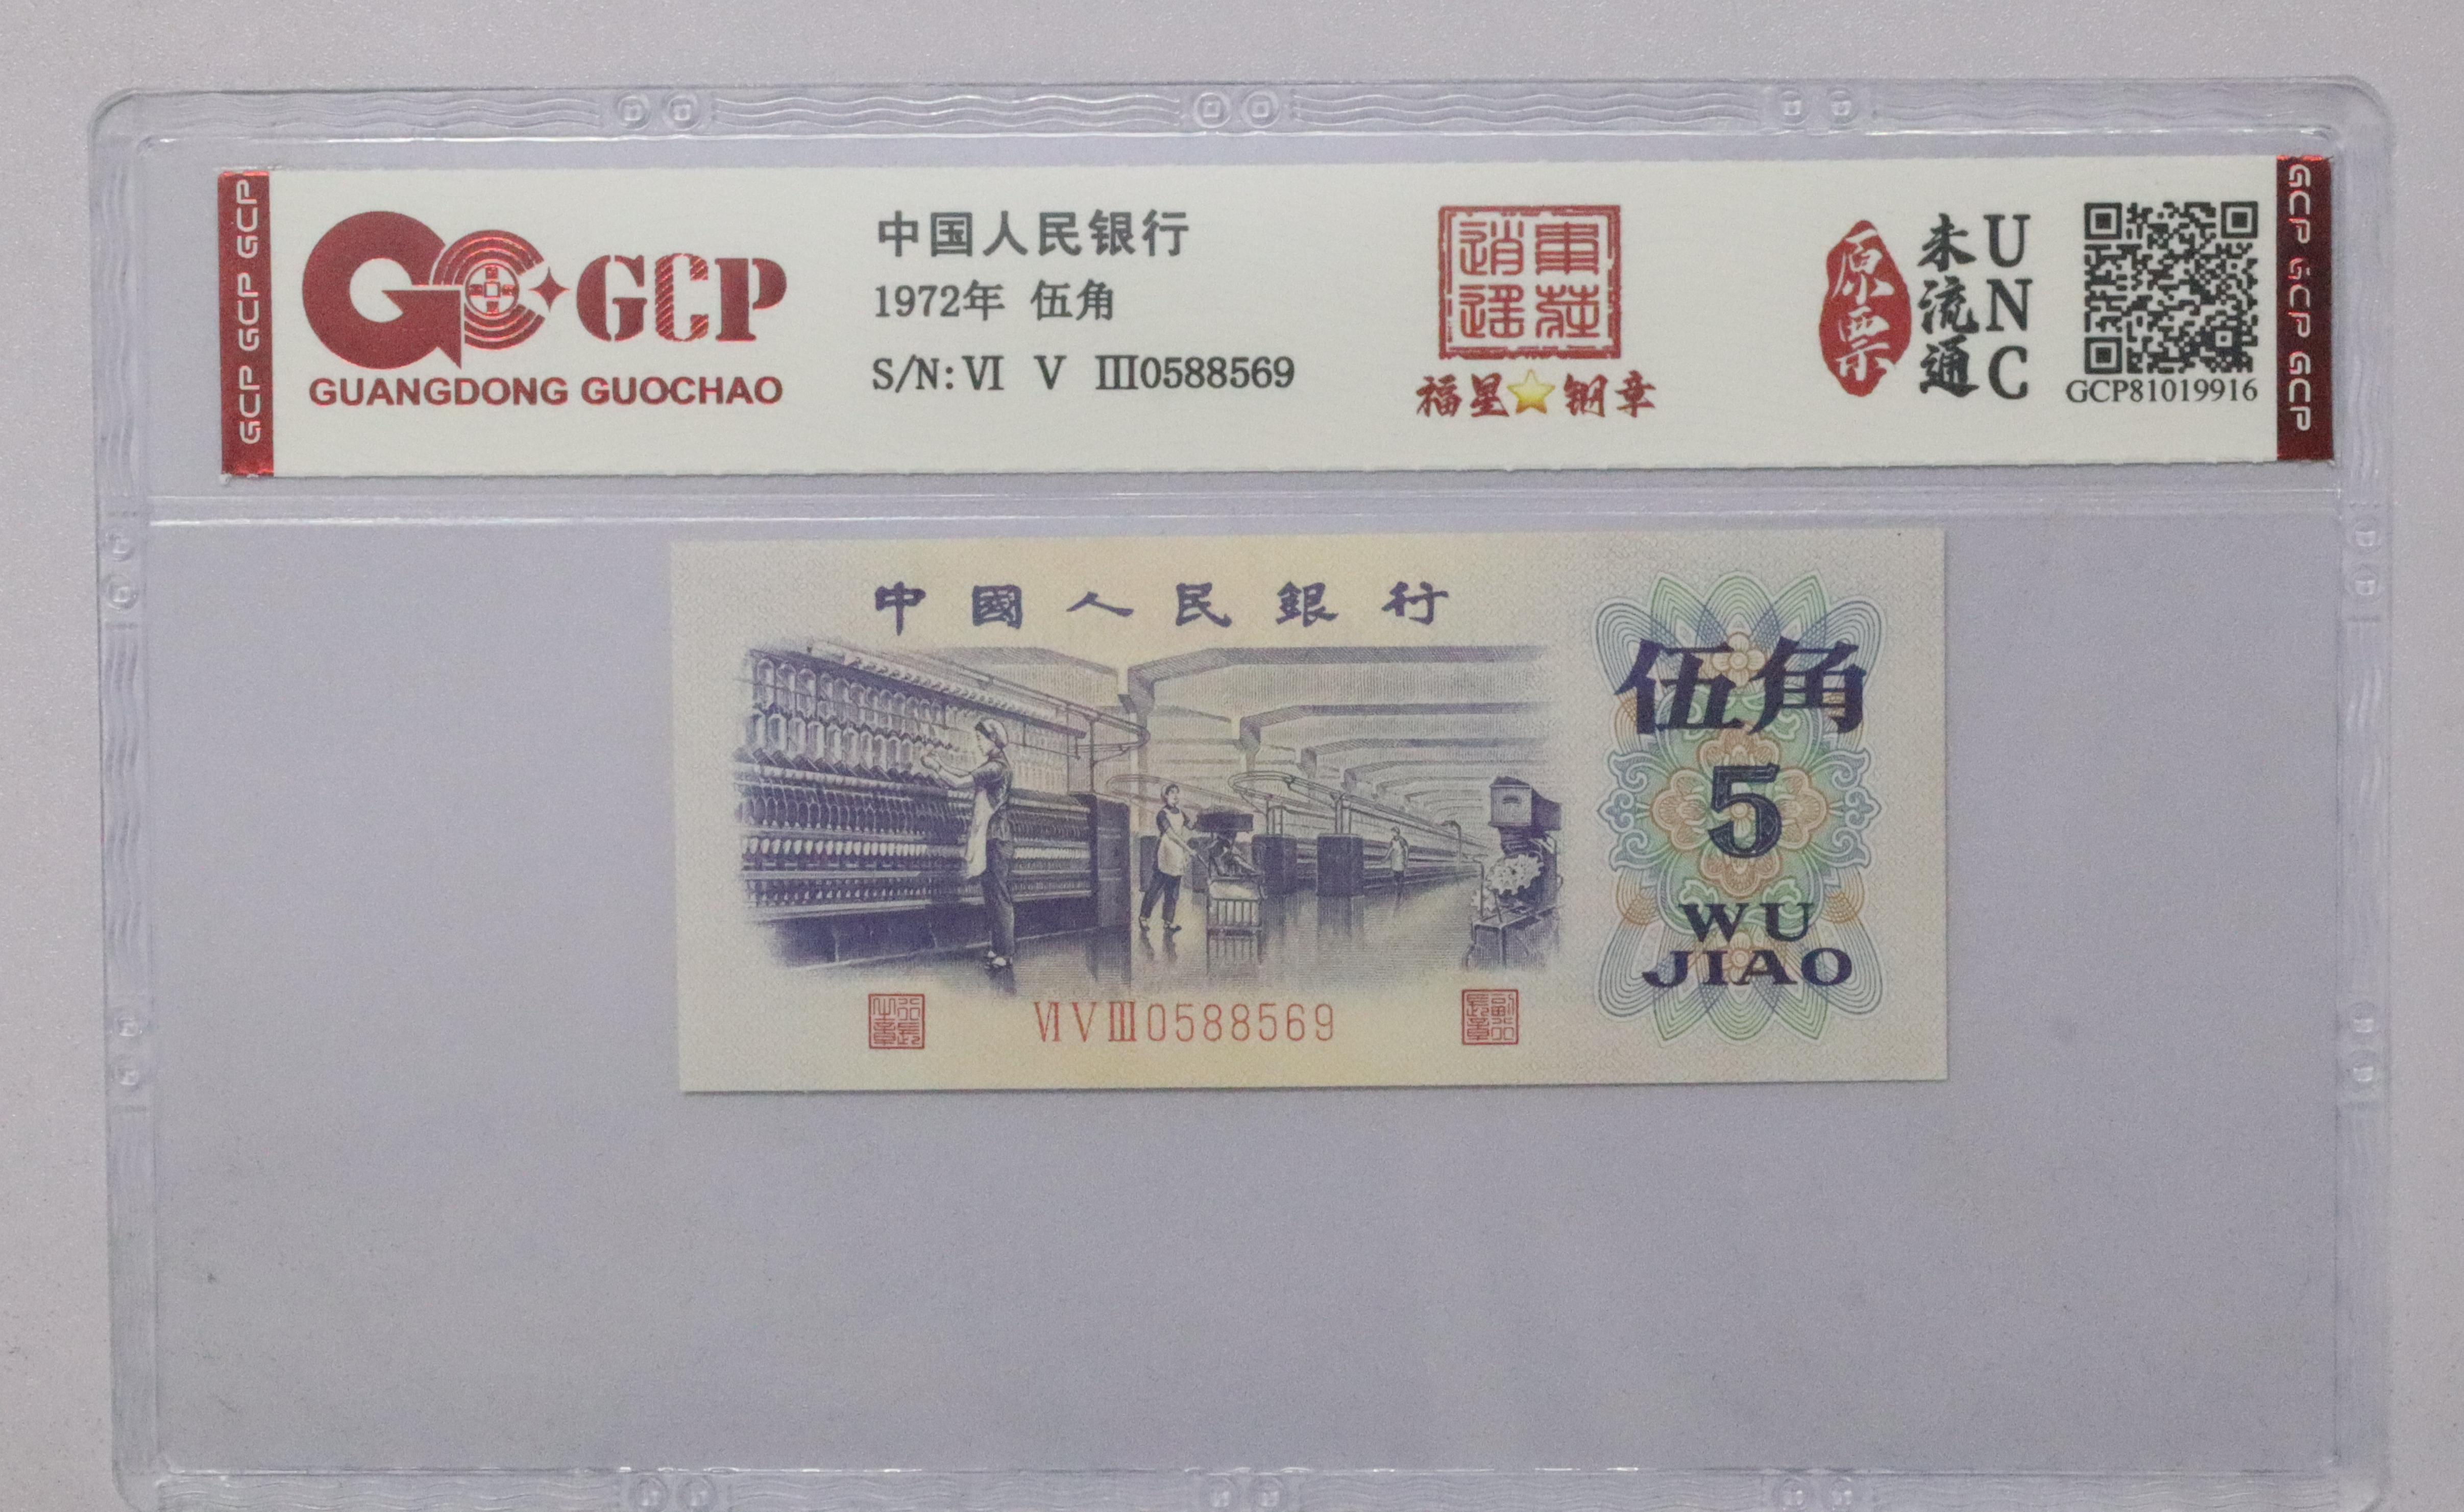 GCP GCP GCP
GCP
GUANGDONG GUOCHAO
中国人民银行
1972年 伍角
S/N:Ⅵ Ⅴ Ⅲ0588569
逍東
遥莊
福星⭐钢章
原票
未流通
UNC
GCP81019916
GCP GCP GCP GCP
中國人民銀行
伍角
5
WU
JIAO
ⅥⅤⅢ0588569